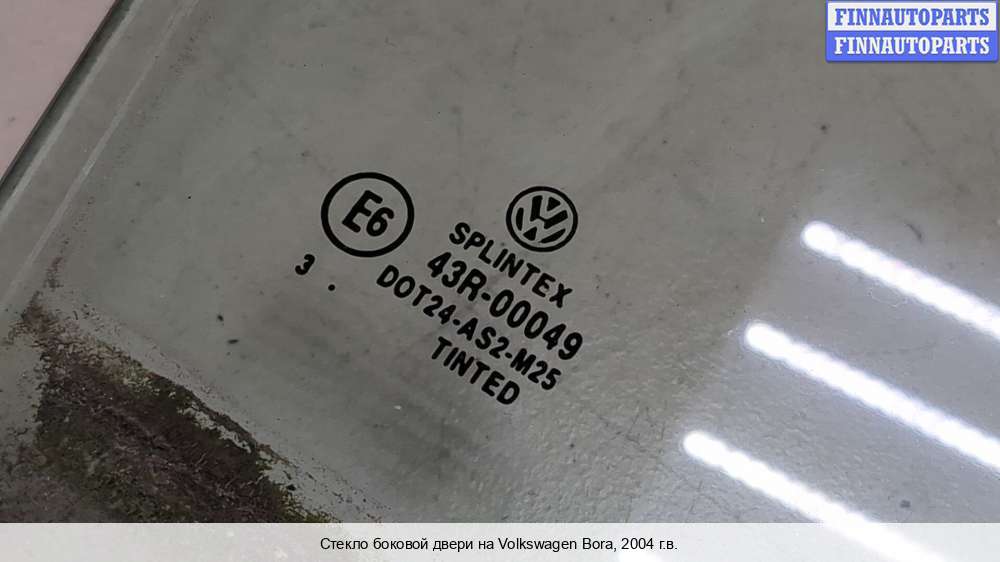 FINNAUTOPARTS
FINNAUTOPARTS
E6
SPLINTEX
43R-00049
DOT24-AS2-M25
TINTED
3 .
Стекло боковой двери на Volkswagen Bora, 2004 г.в.